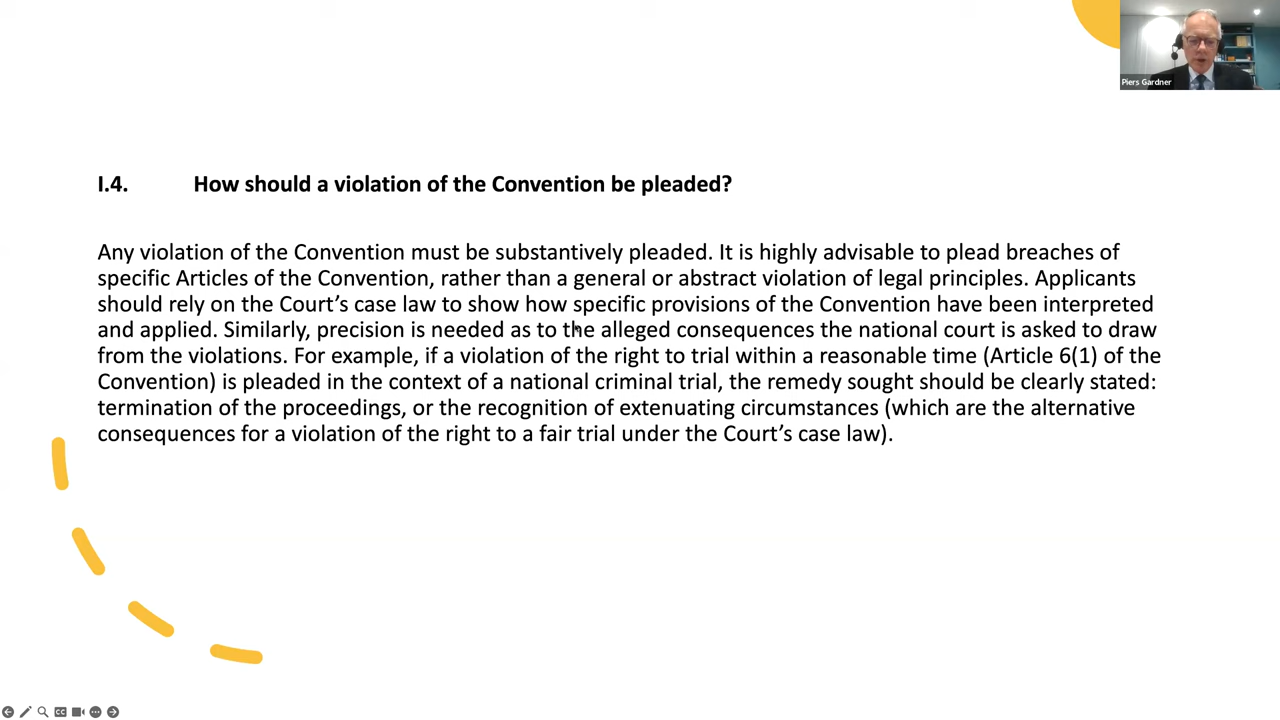 Piers Gardner
I.4. How should a violation of the Convention be pleaded?
Any violation of the Convention must be substantively pleaded. It is highly advisable to plead breaches of
specific Articles of the Convention, rather than a general or abstract violation of legal principles. Applicants
should rely on the Court’s case law to show how specific provisions of the Convention have been interpreted
and applied. Similarly, precision is needed as to the alleged consequences the national court is asked to draw
from the violations. For example, if a violation of the right to trial within a reasonable time (Article 6(1) of the
Convention) is pleaded in the context of a national criminal trial, the remedy sought should be clearly stated:
termination of the proceedings, or the recognition of extenuating circumstances (which are the alternative
consequences for a violation of the right to a fair trial under the Court’s case law).